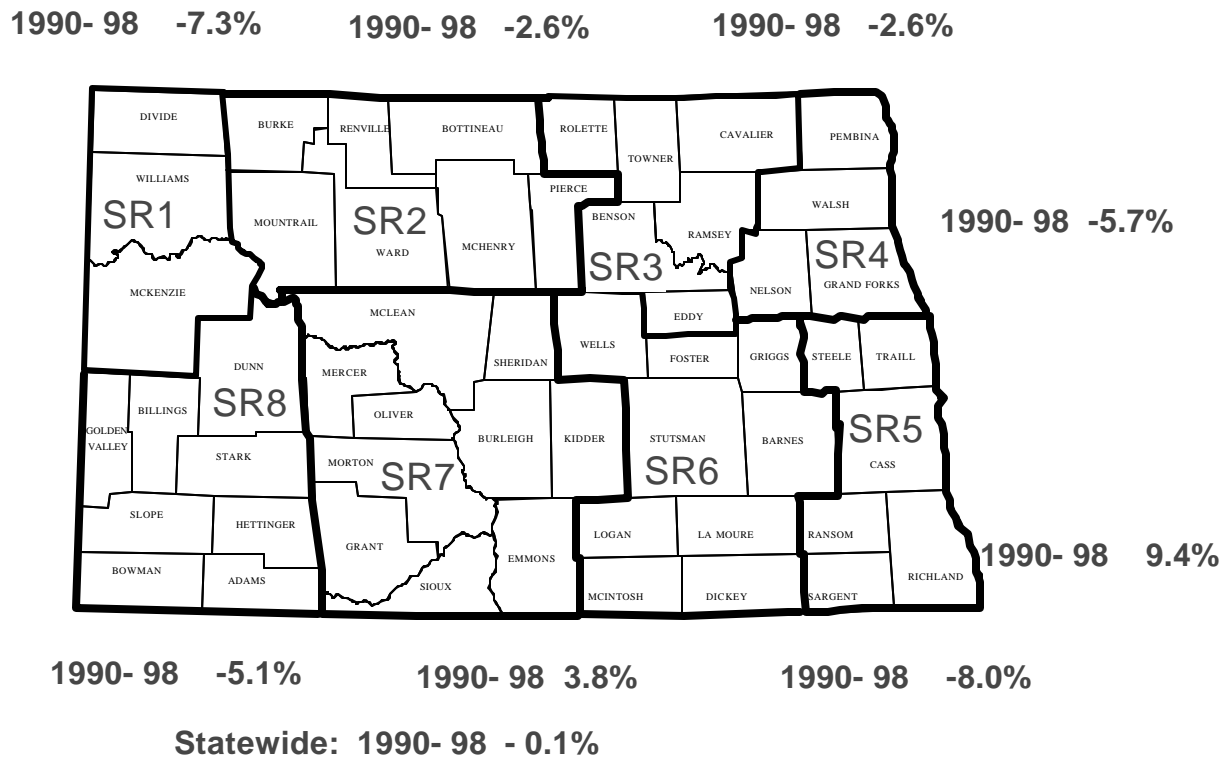 1990- 98 -7.3%
1990- 98 -2.6%
1990- 98 -2.6%
DIVIDE
BURKE
RENVILLE
BOTTINEAU
ROLETTE
TOWNER
CAVALIER
PEMBINA
WILLIAMS
SR1
MOUNTRAIL
SR2
WARD
MCHENRY
PIERCE
BENSON
SR3
RAMSEY
WALSH
SR4
NELSON
GRAND FORKS
1990- 98 -5.7%
MCKENZIE
MCLEAN
SHERIDAN
WELLS
EDDY
FOSTER
GRIGGS
STEELE
TRAILL
DUNN
SR8
BILLINGS
GOLDEN
VALLEY
STARK
MERCER
OLIVER
MORTON
SR7
BURLEIGH
KIDDER
STUTSMAN
SR6
BARNES
SR5
CASS
SLOPE
HETTINGER
BOWMAN
ADAMS
GRANT
SIOUX
EMMONS
LOGAN
LA MOURE
MCINTOSH
DICKEY
RANSOM
SARGENT
RICHLAND
1990- 98 9.4%
1990- 98 -5.1%
1990- 98 3.8%
1990- 98 -8.0%
Statewide: 1990- 98 - 0.1%